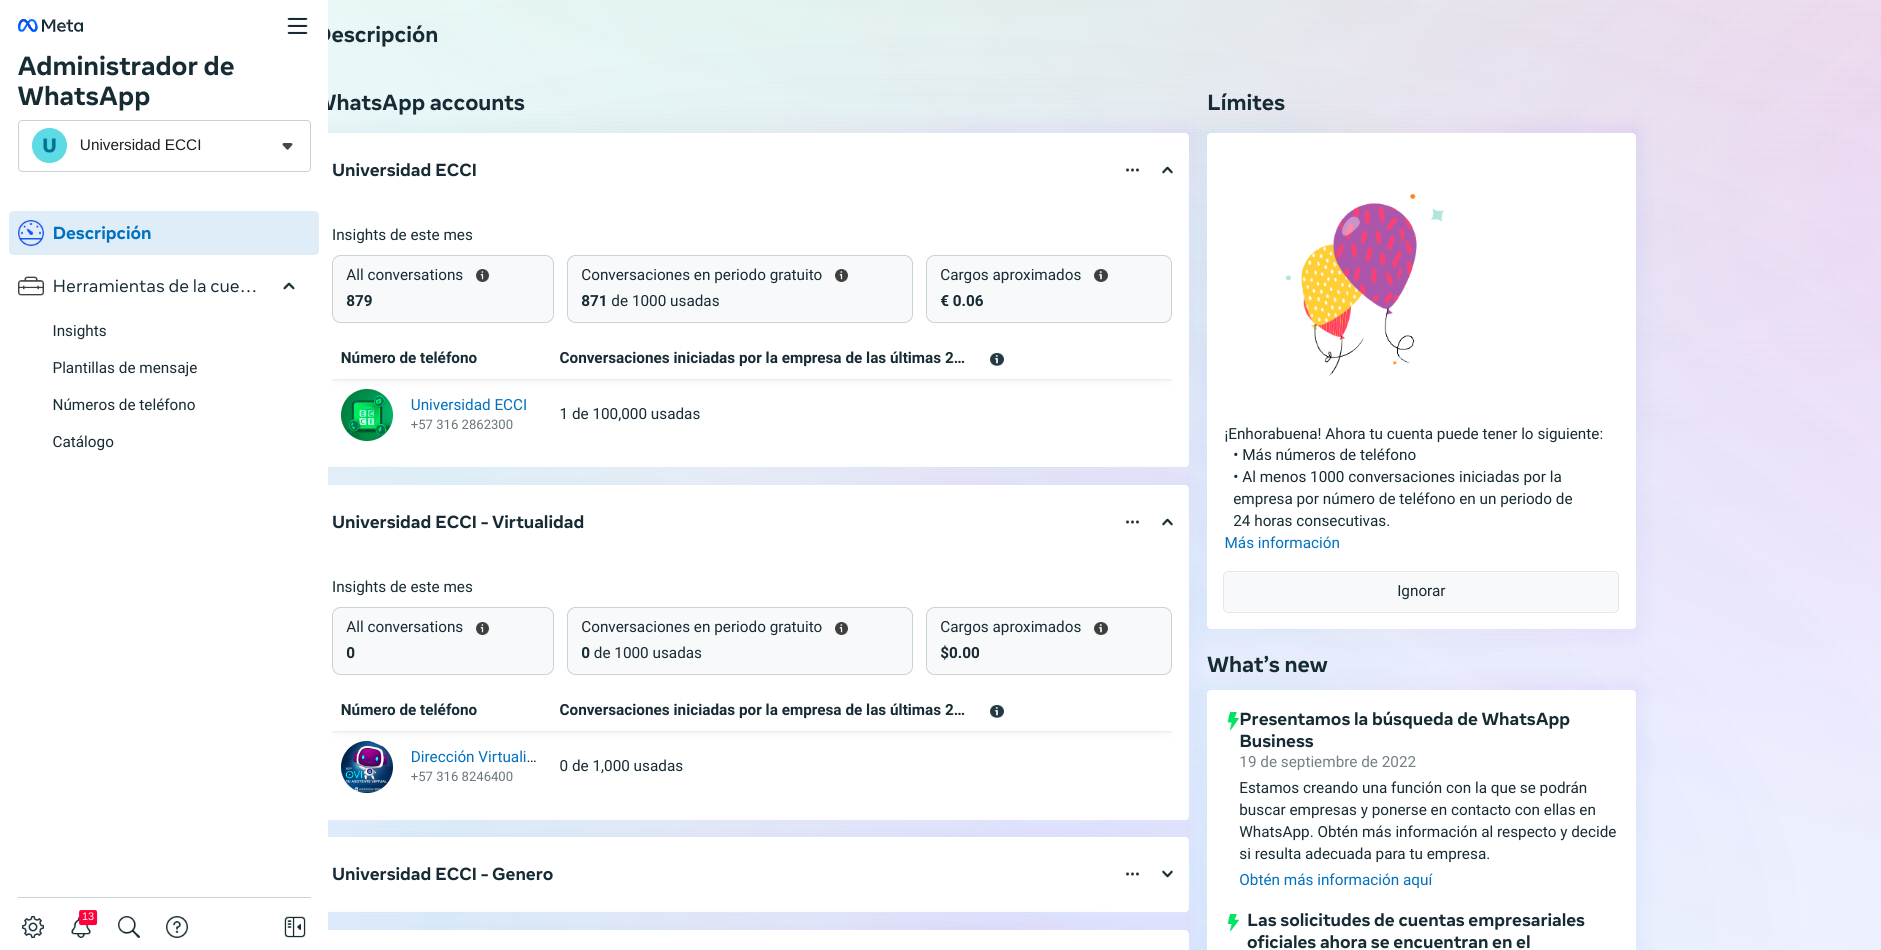 Meta
Administrador de
WhatsApp
U
Universidad ECCI
Descripción
Herramientas de la cue...
Insights
Plantillas de mensaje
Números de teléfono
Catálogo
13
escripción
hatsApp accounts
Universidad ECCI
Insights de este mes
All conversations
879
Conversaciones en periodo gratuito
871 de 1000 usadas
Cargos aproximados
€ 0.06
Número de teléfono
Conversaciones iniciadas por la empresa de las últimas 2...
Universidad ECCI
+57 316 2862300
1 de 100,000 usadas
Universidad ECCI - Virtualidad
Insights de este mes
All conversations
0
Conversaciones en periodo gratuito
0 de 1000 usadas
Cargos aproximados
$0.00
Número de teléfono
Conversaciones iniciadas por la empresa de las últimas 2...
OVI
Dirección Virtuali...
+57 316 8246400
0 de 1,000 usadas
Universidad ECCI - Genero
Límites
¡Enhorabuena! Ahora tu cuenta puede tener lo siguiente:
• Más números de teléfono
• Al menos 1000 conversaciones iniciadas por la
empresa por número de teléfono en un periodo de
24 horas consecutivas.
Más información
Ignorar
What's new
Presentamos la búsqueda de WhatsApp
Business
19 de septiembre de 2022
Estamos creando una función con la que se podrán
buscar empresas y ponerse en contacto con ellas en
WhatsApp. Obtén más información al respecto y decide
si resulta adecuada para tu empresa.
Obtén más información aquí
Las solicitudes de cuentas empresariales
oficiales ahora se encuentran en el